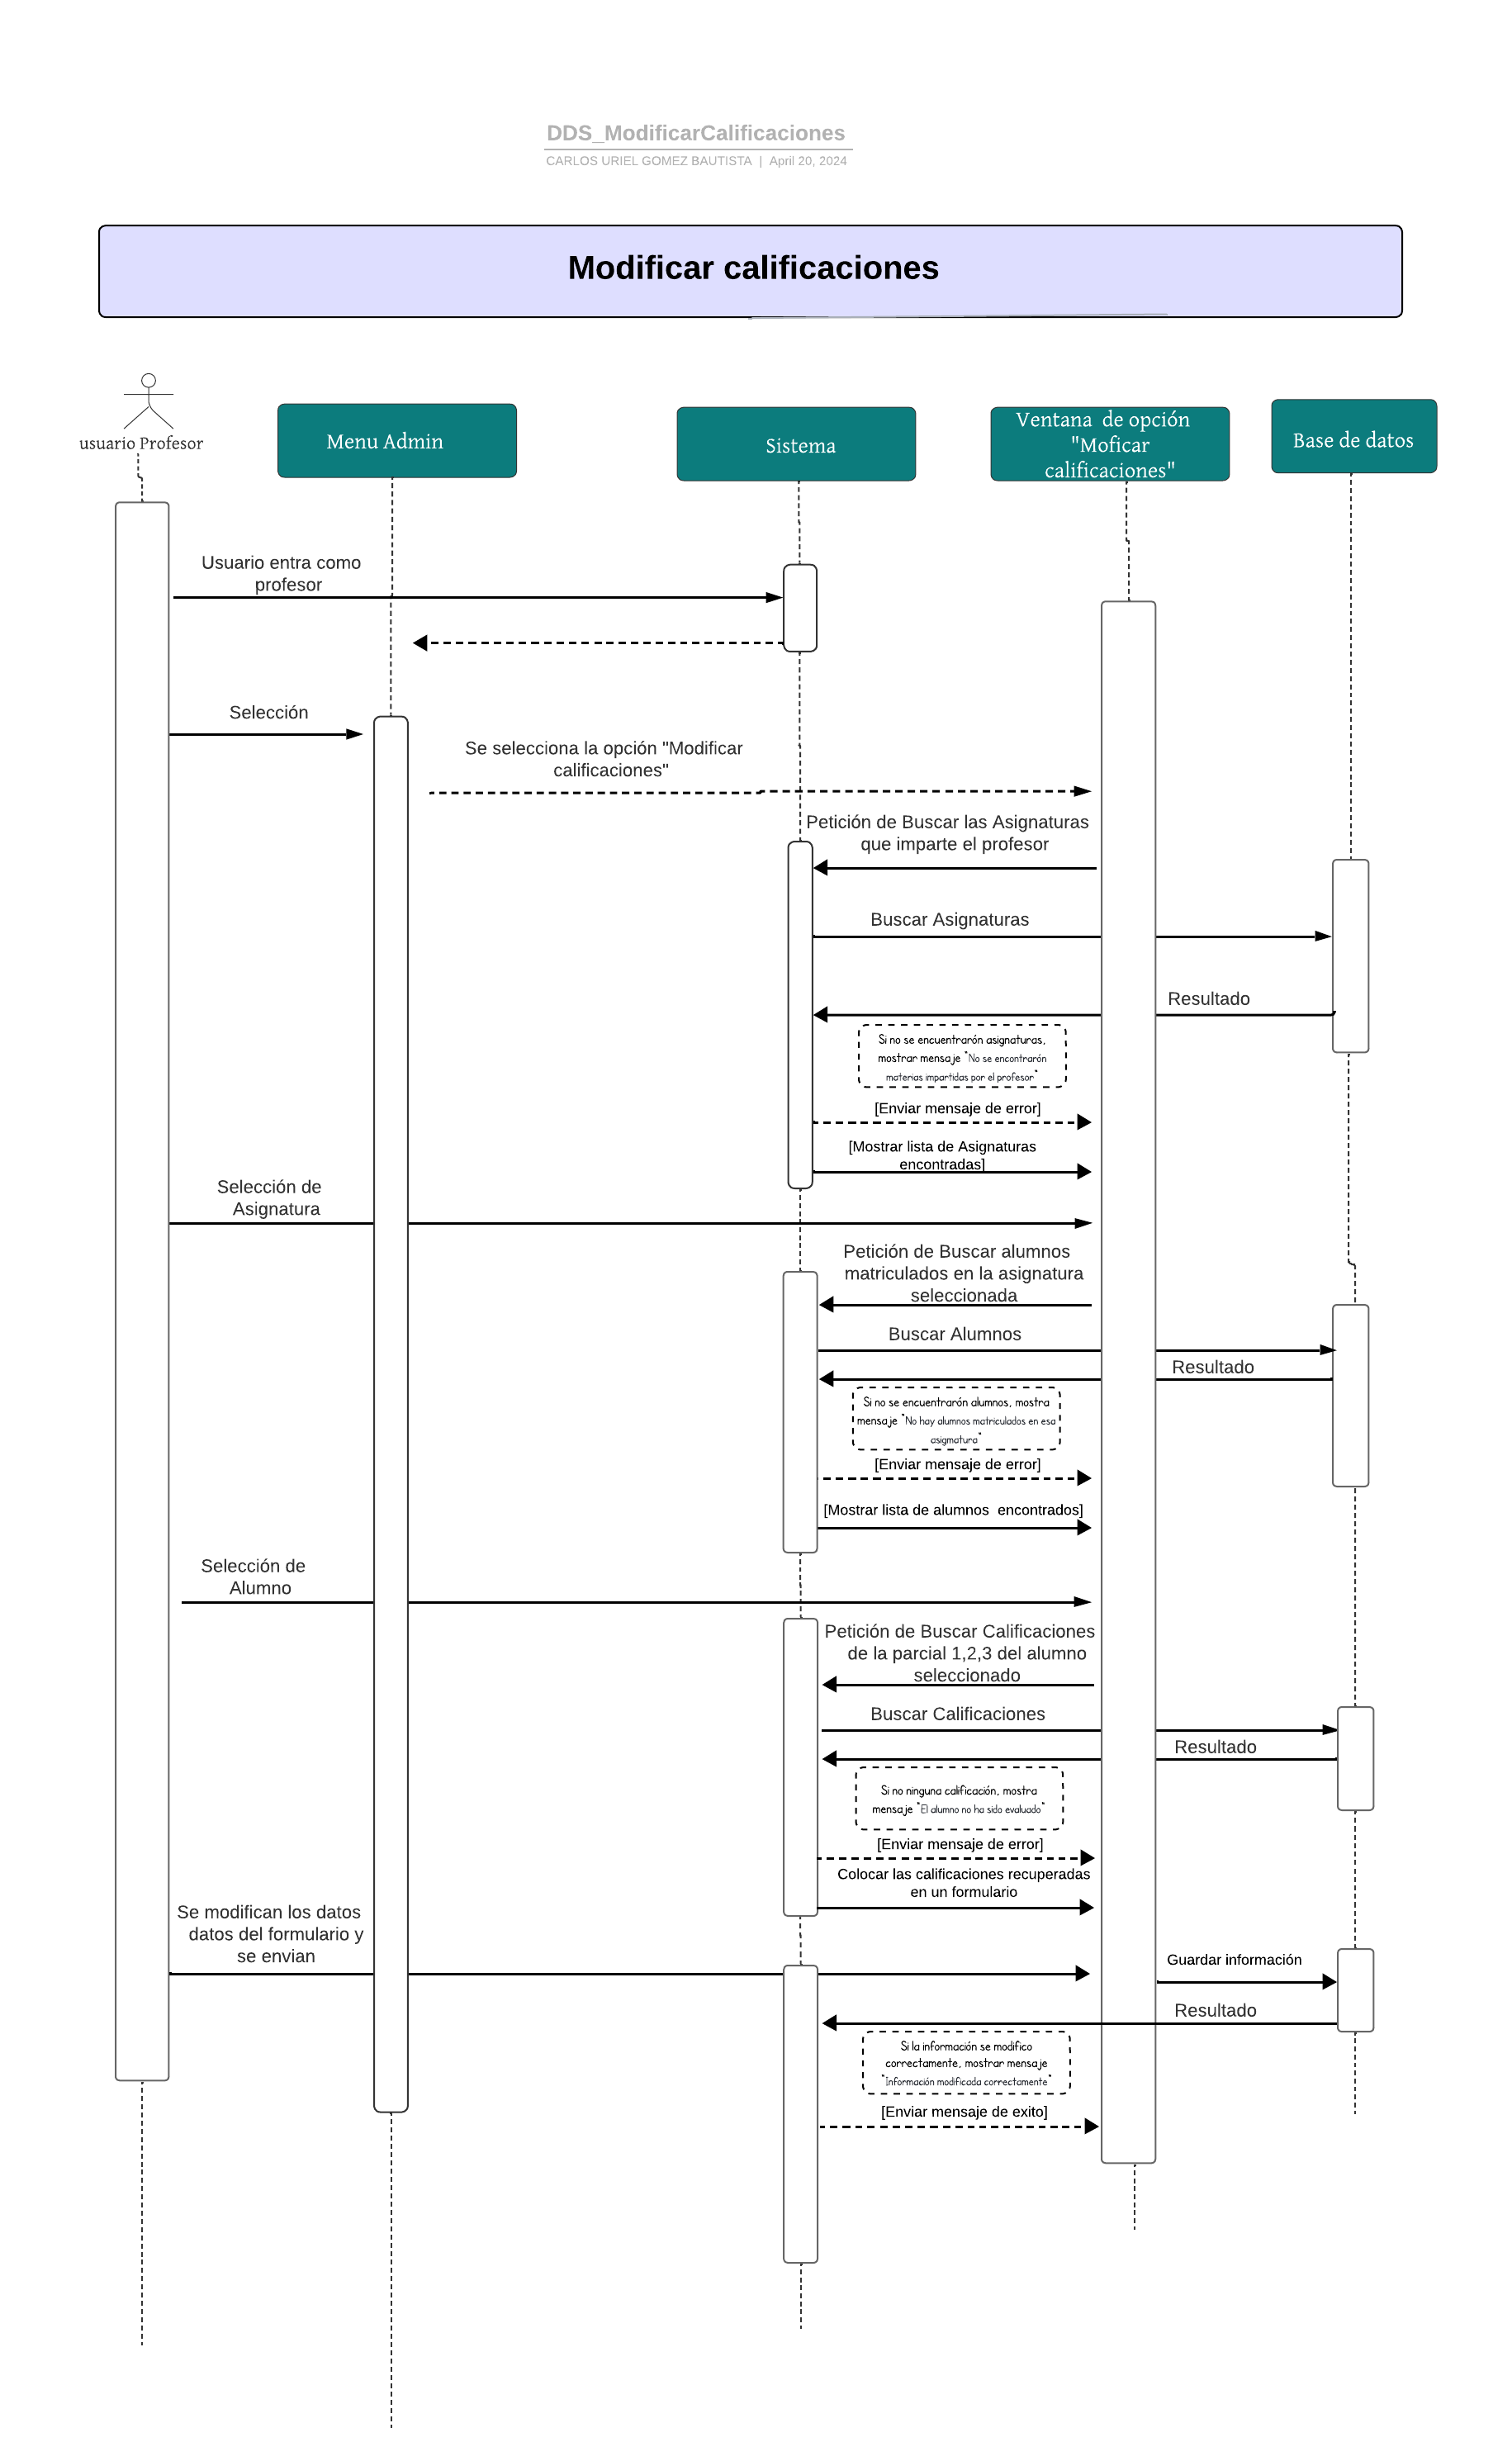 DDS_ModificarCalificaciones
CARLOS URIEL GOMEZ BAUTISTA | April 20, 2024
Modificar calificaciones
usuario Profesor
Menu Admin
Sistema
Ventana de opción
"Moficar
calificaciones"
Base de datos
Usuario entra como
profesor
Selección
Se selecciona la opción "Modificar
calificaciones"
Petición de Buscar las Asignaturas
que imparte el profesor
Buscar Asignaturas
Resultado
Si no se encuentrarón asignaturas,
mostrar mensaje "No se encontrarón
materias impartidas por el profesor"
[Enviar mensaje de error]
[Mostrar lista de Asignaturas
encontradas]
Selección de
Asignatura
Petición de Buscar alumnos
matriculados en la asignatura
seleccionada
Buscar Alumnos
Resultado
Si no se encuentrarón alumnos, mostra
mensaje "No hay alumnos matriculados en esa
asigmatura"
[Enviar mensaje de error]
[Mostrar lista de alumnos encontrados]
Selección de
Alumno
Petición de Buscar Calificaciones
de la parcial 1,2,3 del alumno
seleccionado
Buscar Calificaciones
Resultado
Si no ninguna calificación, mostra
mensaje "El alumno no ha sido evaluado"
[Enviar mensaje de error]
Colocar las calificaciones recuperadas
en un formulario
Se modifican los datos
datos del formulario y
se envian
Guardar información
Resultado
Si la información se modifico
correctamente, mostrar mensaje
"Información modificada correctamente"
[Enviar mensaje de exito]